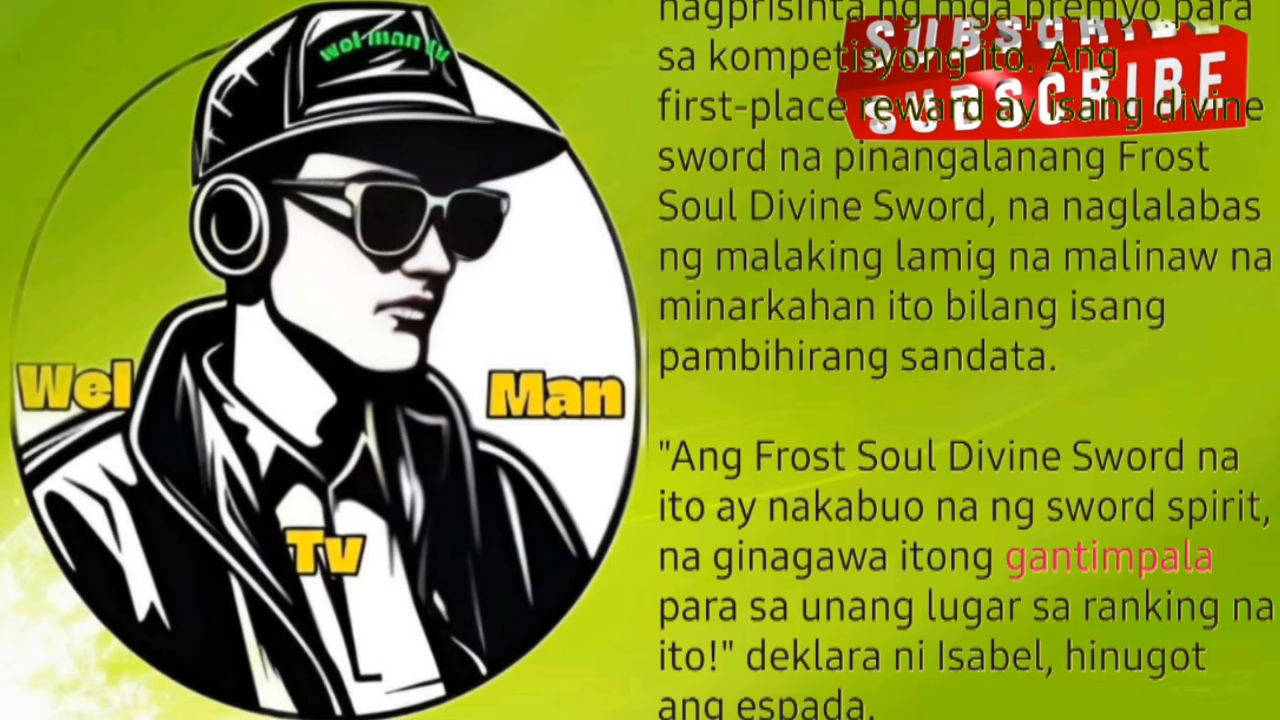 wel man tv
Wel
Man
Tv
SUBSCRIBE
SUBSCRIBE
nagprisinta ng mga premyo para
sa kompetisyong ito. Ang
first-place reward ay isang divine
sword na pinangalanang Frost
Soul Divine Sword, na naglalabas
ng malaking lamig na malinaw na
minarkahan ito bilang isang
pambihirang sandata.
"Ang Frost Soul Divine Sword na
ito ay nakabuo na ng sword spirit,
na ginagawa itong gantimpala
para sa unang lugar sa ranking na
ito!" deklara ni Isabel, hinugot
ang espada.